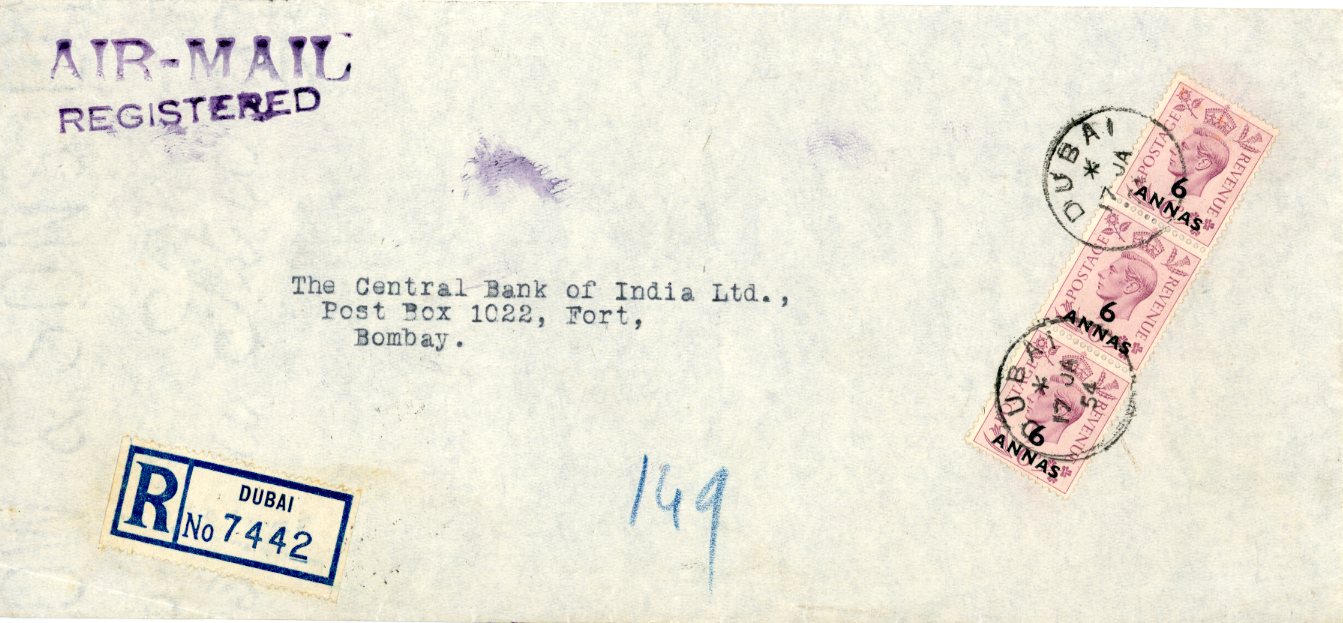 AIR-MAIL
REGISTERED
The Central Bank of India Ltd.,
Post Box 1022, Fort,
Bombay.
R
DUBAI
No 7442
149
DUBAI
17 JA
POSTAGE REVENUE
6
ANNAS
POSTAGE REVENUE
6
ANNAS
DUBAI
17 JA
54
REVENUE
6
ANNAS